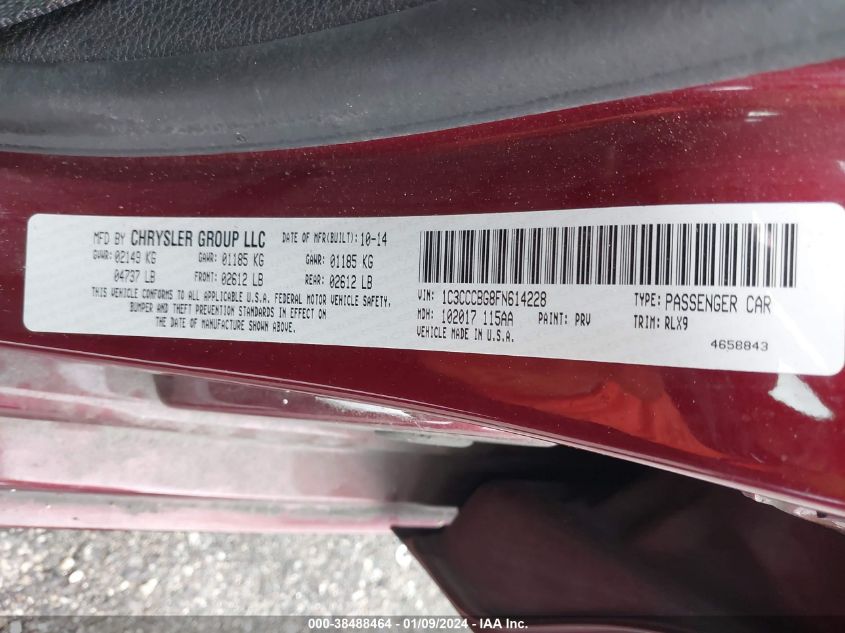 MFD BY CHRYSLER GROUP LLC DATE OF MFR(BUILT): 10-14
GVWR: 02149 KG GAWR: 01185 KG GAWR: 01185 KG
04737 LB FRONT: 02612 LB REAR: 02612 LB
THIS VEHICLE CONFORMS TO ALL APPLICABLE U.S.A. FEDERAL MOTOR VEHICLE SAFETY,
BUMPER AND THEFT PREVENTION STANDARDS IN EFFECT ON
THE DATE OF MANUFACTURE SHOWN ABOVE.
VIN: 1C3CCCBG8FN614228 TYPE: PASSENGER CAR
MDH: 102017 115AA PAINT: PRV TRIM: RLX9
VEHICLE MADE IN U.S.A.
4658843
000-38488464 - 01/09/2024 - IAA Inc.